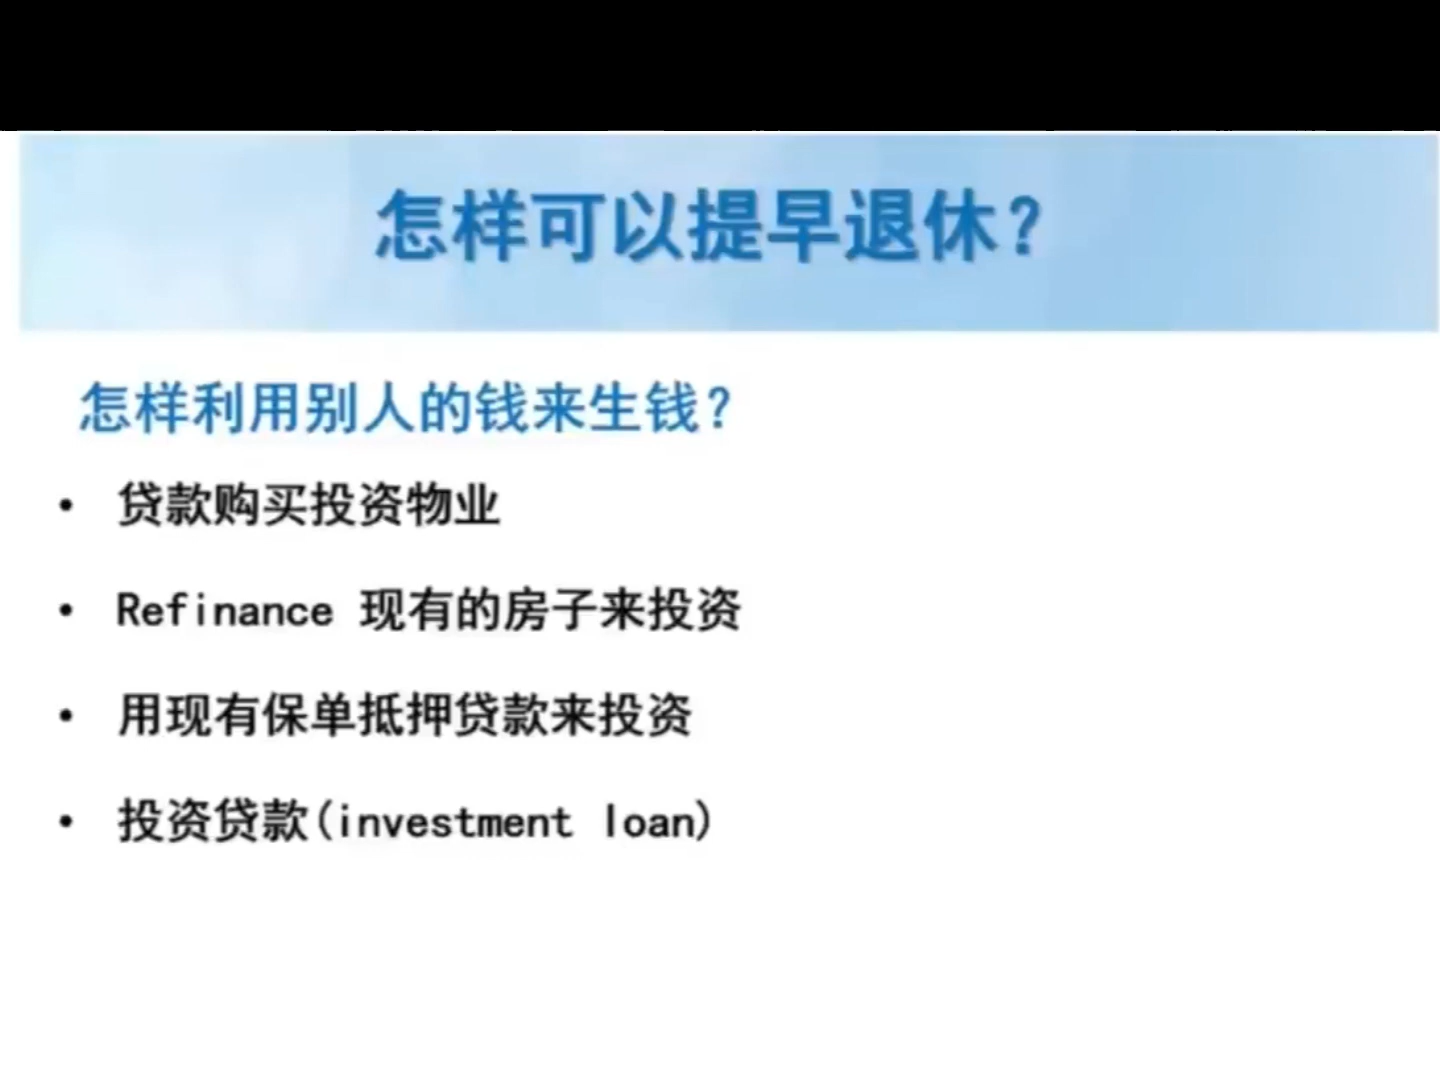 怎样可以提早退休?
怎样利用别人的钱来生钱?
• 贷款购买投资物业
• Refinance 现有的房子来投资
• 用现有保单抵押贷款来投资
• 投资贷款(investment loan)